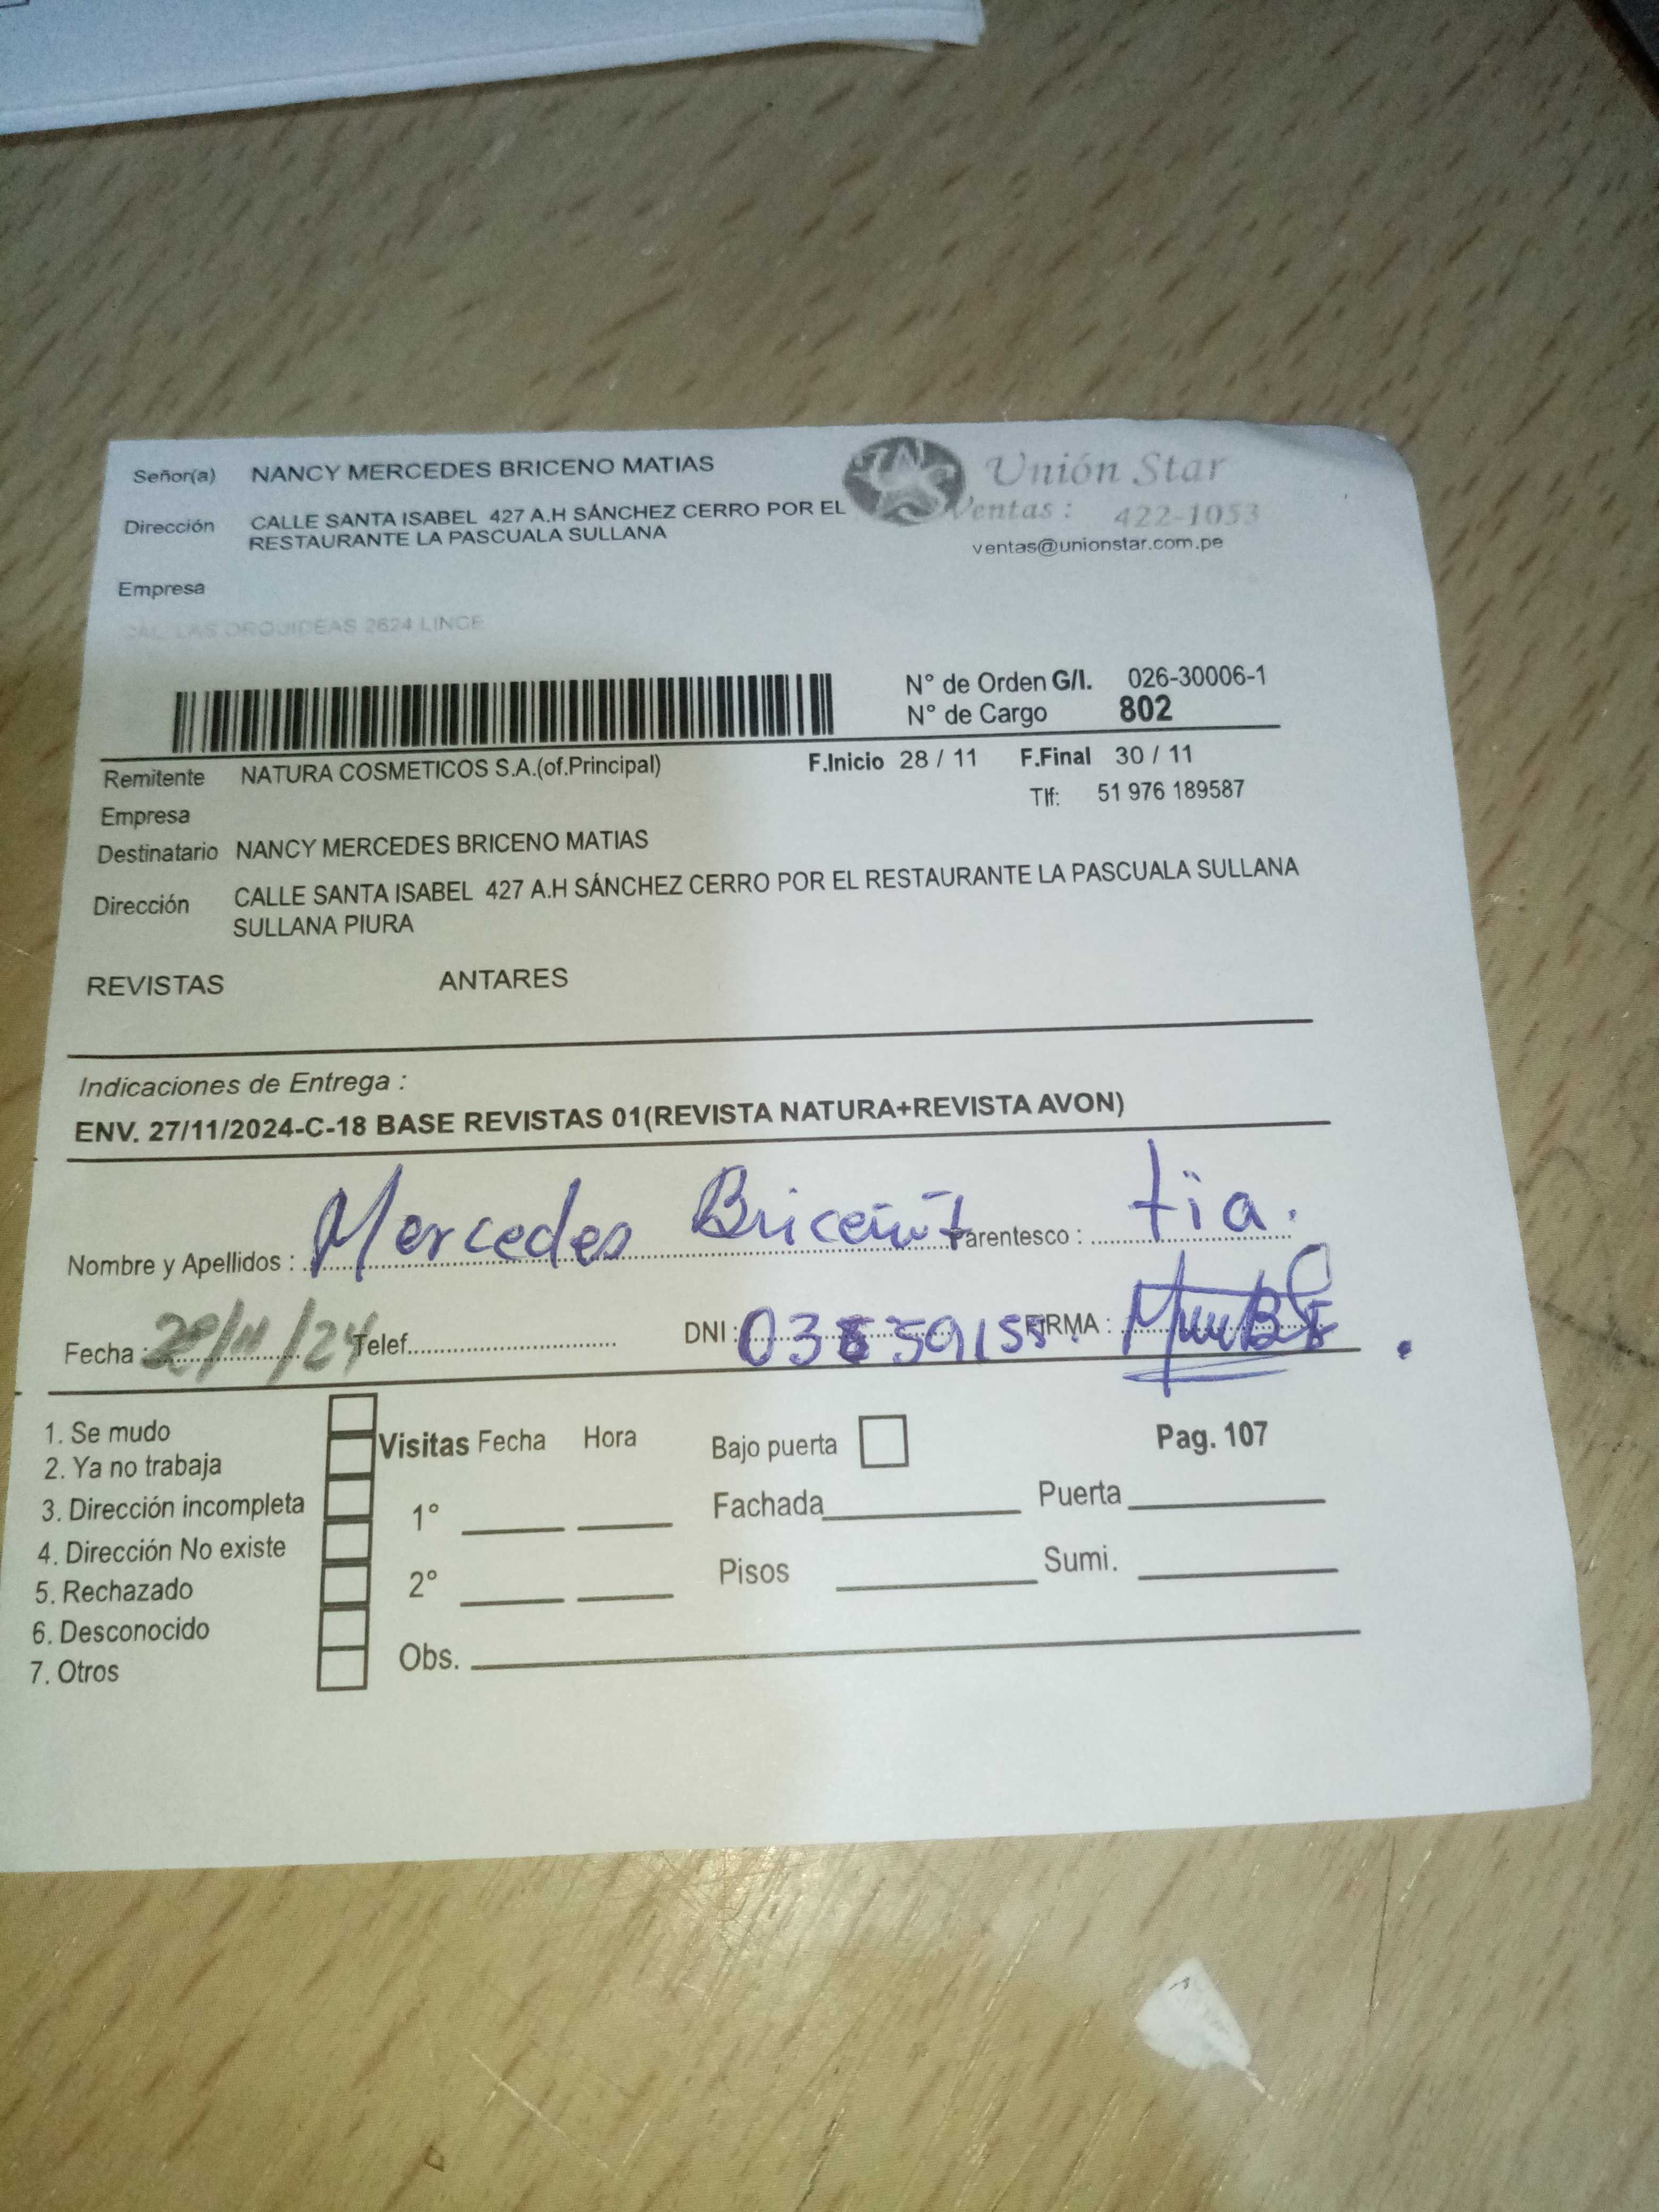 Señor(a) NANCY MERCEDES BRICENO MATIAS
Unión Star
Dirección CALLE SANTA ISABEL 427 A.H SÁNCHEZ CERRO POR EL
RESTAURANTE LA PASCUALA SULLANA
Ventas : 422-1053
ventas@unionstar.com.pe
Empresa
CAL. LAS ORQUIDEAS 2624 LINCE
N° de Orden G/I. 026-30006-1
N° de Cargo 802
Remitente NATURA COSMETICOS S.A.(of.Principal) F.Inicio 28 / 11 F.Final 30 / 11
Empresa Tlf: 51 976 189587
Destinatario NANCY MERCEDES BRICENO MATIAS
Dirección CALLE SANTA ISABEL 427 A.H SÁNCHEZ CERRO POR EL RESTAURANTE LA PASCUALA SULLANA
SULLANA PIURA
REVISTAS ANTARES
Indicaciones de Entrega :
ENV. 27/11/2024-C-18 BASE REVISTAS 01(REVISTA NATURA+REVISTA AVON)
Nombre y Apellidos : Mercedes Parentesco : tia.
Fecha : Telef. DNI : FIRMA :
1. Se mudo
2. Ya no trabaja
3. Dirección incompleta
4. Dirección No existe
5. Rechazado
6. Desconocido
7. Otros
Visitas Fecha Hora
1°
2°
Obs.
Bajo puerta Pag. 107
Fachada Puerta
Pisos Sumi.